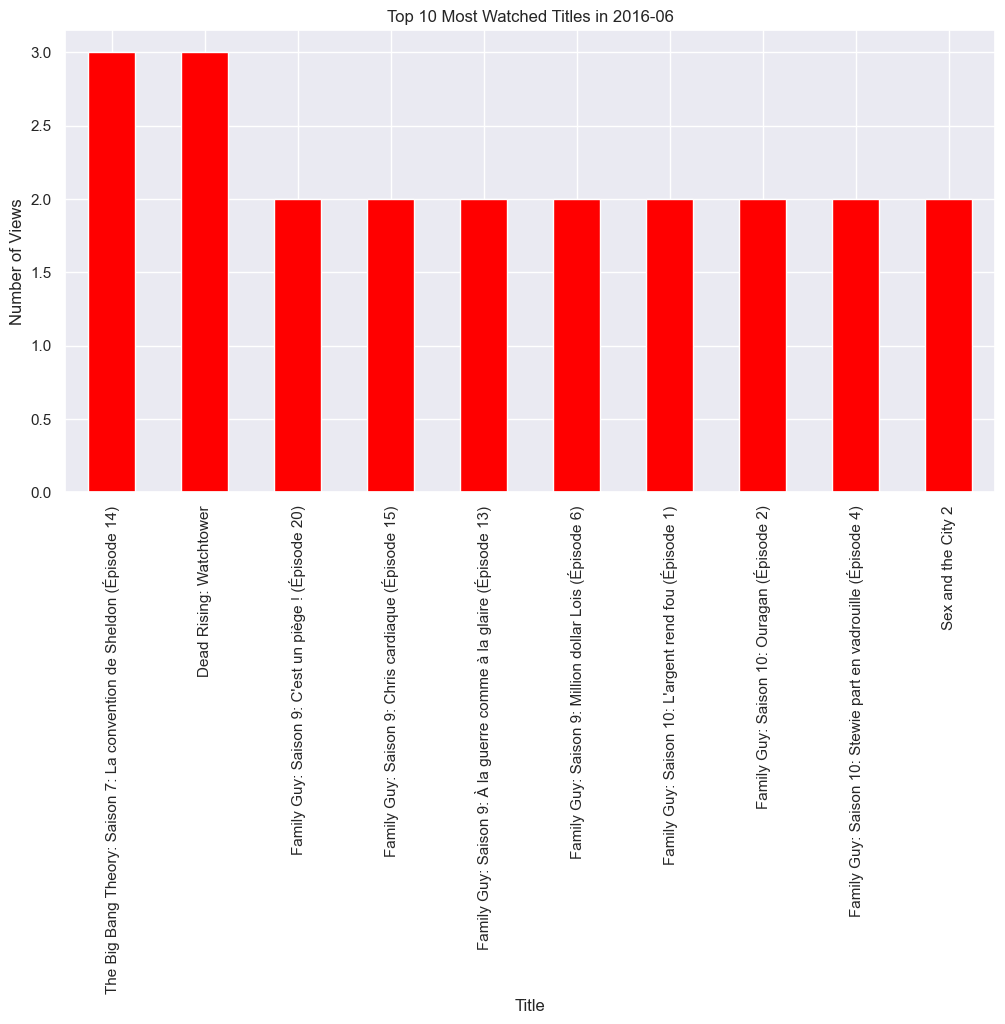 Top 10 Most Watched Titles in 2016-06
Number of Views
3.0
2.5
2.0
1.5
1.0
0.5
0.0
The Big Bang Theory: Saison 7: La convention de Sheldon (Épisode 14)
Dead Rising: Watchtower
Family Guy: Saison 9: C'est un piège ! (Épisode 20)
Family Guy: Saison 9: Chris cardiaque (Épisode 15)
Family Guy: Saison 9: À la guerre comme à la glaire (Épisode 13)
Family Guy: Saison 9: Million dollar Lois (Épisode 6)
Family Guy: Saison 10: L'argent rend fou (Épisode 1)
Family Guy: Saison 10: Ouragan (Épisode 2)
Family Guy: Saison 10: Stewie part en vadrouille (Épisode 4)
Sex and the City 2
Title